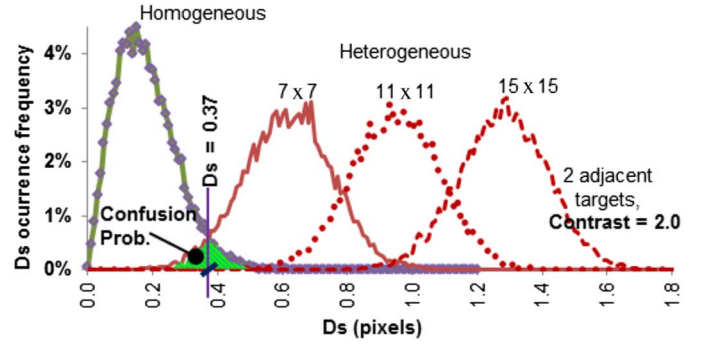 Homogeneous
Heterogeneous
7 x 7
11 x 11
15 x 15
Ds = 0.37
2 adjacent
targets,
Contrast = 2.0
Confusion
Prob.
Ds ocurrence frequency
4%
3%
2%
1%
0%
0.0
0.2
0.4
0.6
0.8
1.0
1.2
1.4
1.6
1.8
Ds (pixels)